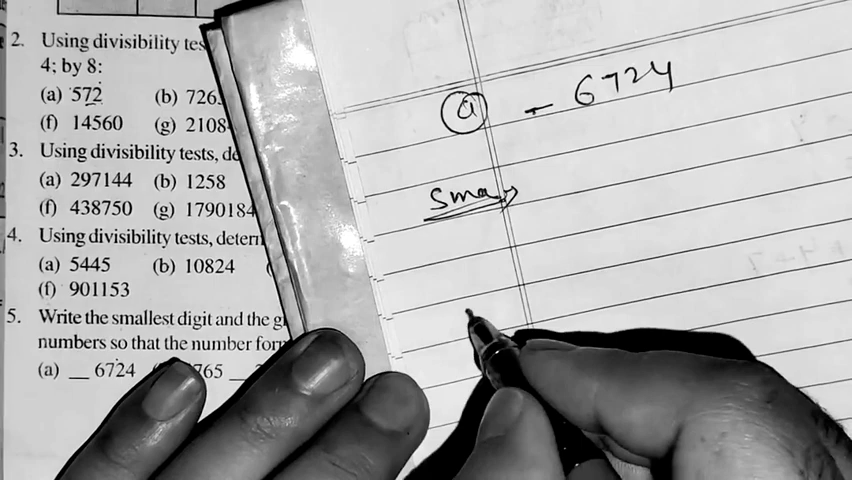 2. Using divisibility tes
4; by 8:
(a) 572 (b) 726
(f) 14560 (g) 2108
3. Using divisibility tests, de
(a) 297144 (b) 1258
(f) 438750 (g) 1790184
4. Using divisibility tests, determ
(a) 5445 (b) 10824
(f) 901153
5. Write the smallest digit and the g
numbers so that the number for
(a) __ 6724 765 __
(a) - 6724
Sma